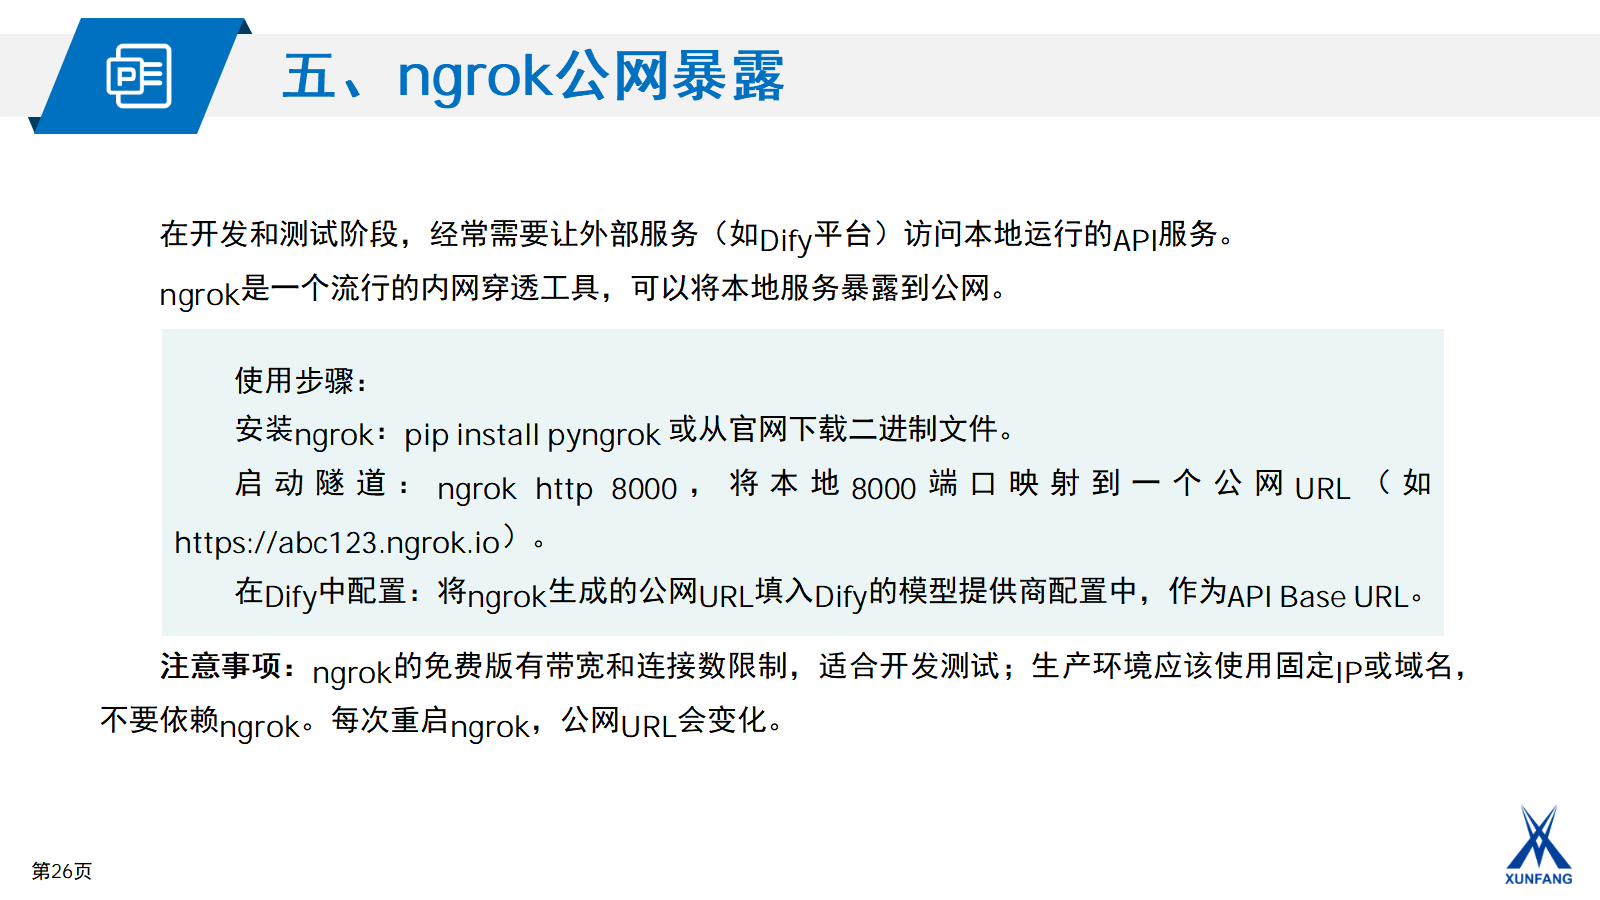 五、ngrok公网暴露
在开发和测试阶段，经常需要让外部服务（如Dify平台）访问本地运行的API服务。
ngrok是一个流行的内网穿透工具，可以将本地服务暴露到公网。
使用步骤：
安装ngrok：pip install pyngrok 或从官网下载二进制文件。
启动隧道：ngrok http 8000，将本地8000端口映射到一个公网URL（如
https://abc123.ngrok.io）。
在Dify中配置：将ngrok生成的公网URL填入Dify的模型提供商配置中，作为API Base URL。
注意事项：ngrok的免费版有带宽和连接数限制，适合开发测试；生产环境应该使用固定IP或域名，
不要依赖ngrok。每次重启ngrok，公网URL会变化。
第26页
XUNFANG